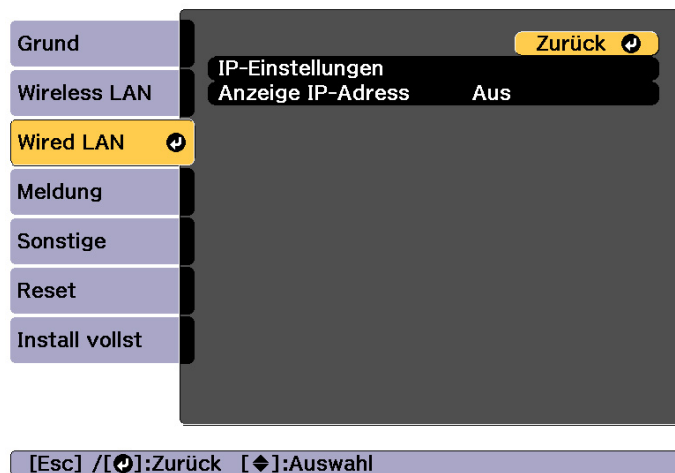 Grund
Wireless LAN
Wired LAN
Meldung
Sonstige
Reset
Install vollst
Zurück
IP-Einstellungen
Anzeige IP-Adress Aus
[Esc] /[↵]:Zurück [◆]:Auswahl